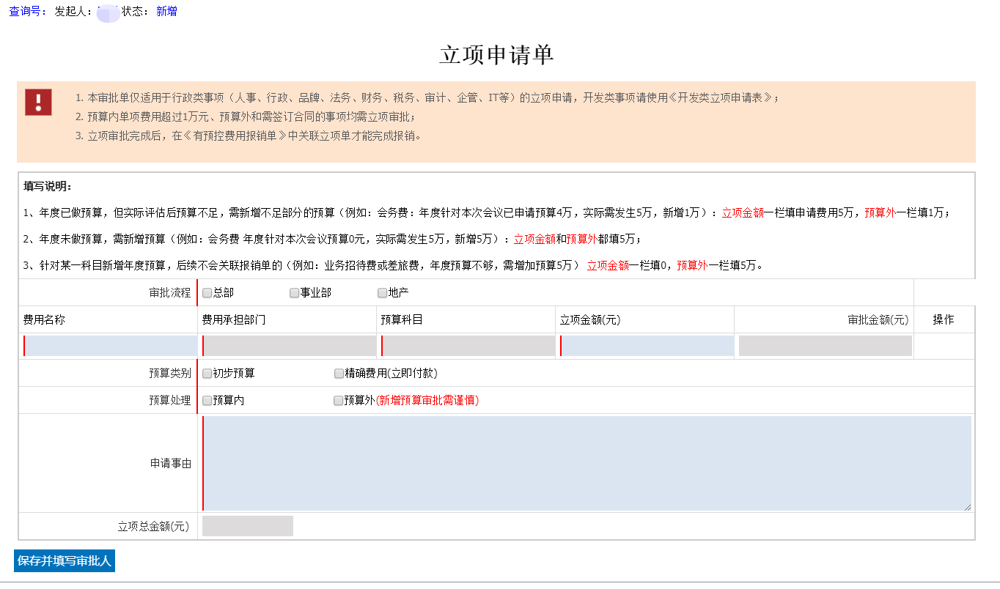 查询号： 发起人： 状态： 新增
立项申请单
1. 本审批单仅适用于行政类事项（人事、行政、品牌、法务、财务、税务、审计、企管、IT等）的立项申请，开发类事项请使用《开发类立项申请表》；
2. 预算内单项费用超过1万元、预算外和需签订合同的事项均需立项审批；
3. 立项审批完成后，在《有预控费用报销单》中关联立项单才能完成报销。
填写说明：
1、年度已做预算，但实际评估后预算不足，需新增不足部分的预算（例如：会务费：年度针对本次会议已申请预算4万，实际需发生5万，新增1万）：立项金额一栏填申请费用5万，预算外一栏填1万；
2、年度未做预算，需新增预算（例如：会务费 年度针对本次会议预算0元，实际需发生5万，新增5万）：立项金额和预算外都填5万；
3、针对某一科目新增年度预算，后续不会关联报销单的（例如：业务招待费或差旅费，年度预算不够，需增加预算5万） 立项金额一栏填0，预算外一栏填5万。
审批流程 总部 事业部 地产
费用名称 费用承担部门 预算科目 立项金额(元) 审批金额(元) 操作
预算类别 初步预算 精确费用(立即付款)
预算处理 预算内 预算外(新增预算审批需谨慎)
申请事由
立项总金额(元)
保存并填写审批人